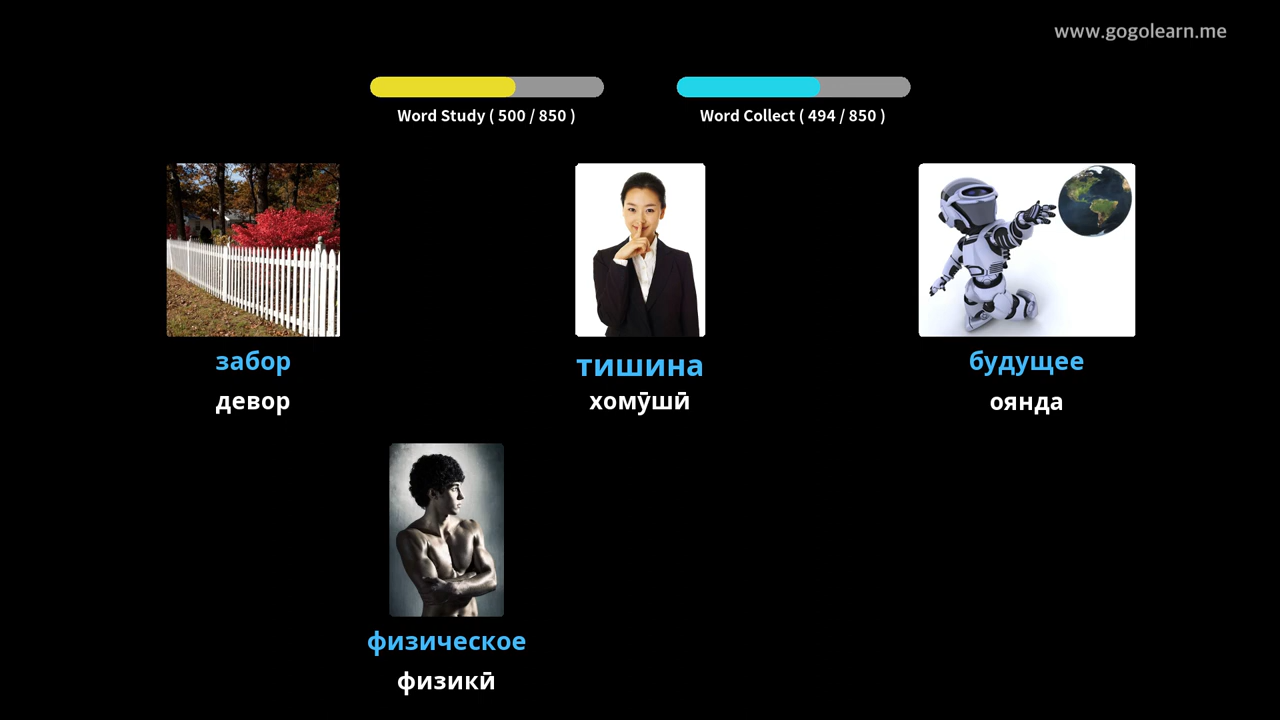 www.gogolearn.me
Word Study ( 500 / 850 )
Word Collect ( 494 / 850 )
забор
девор
тишина
хомӯшӣ
будущее
оянда
физическое
физикӣ